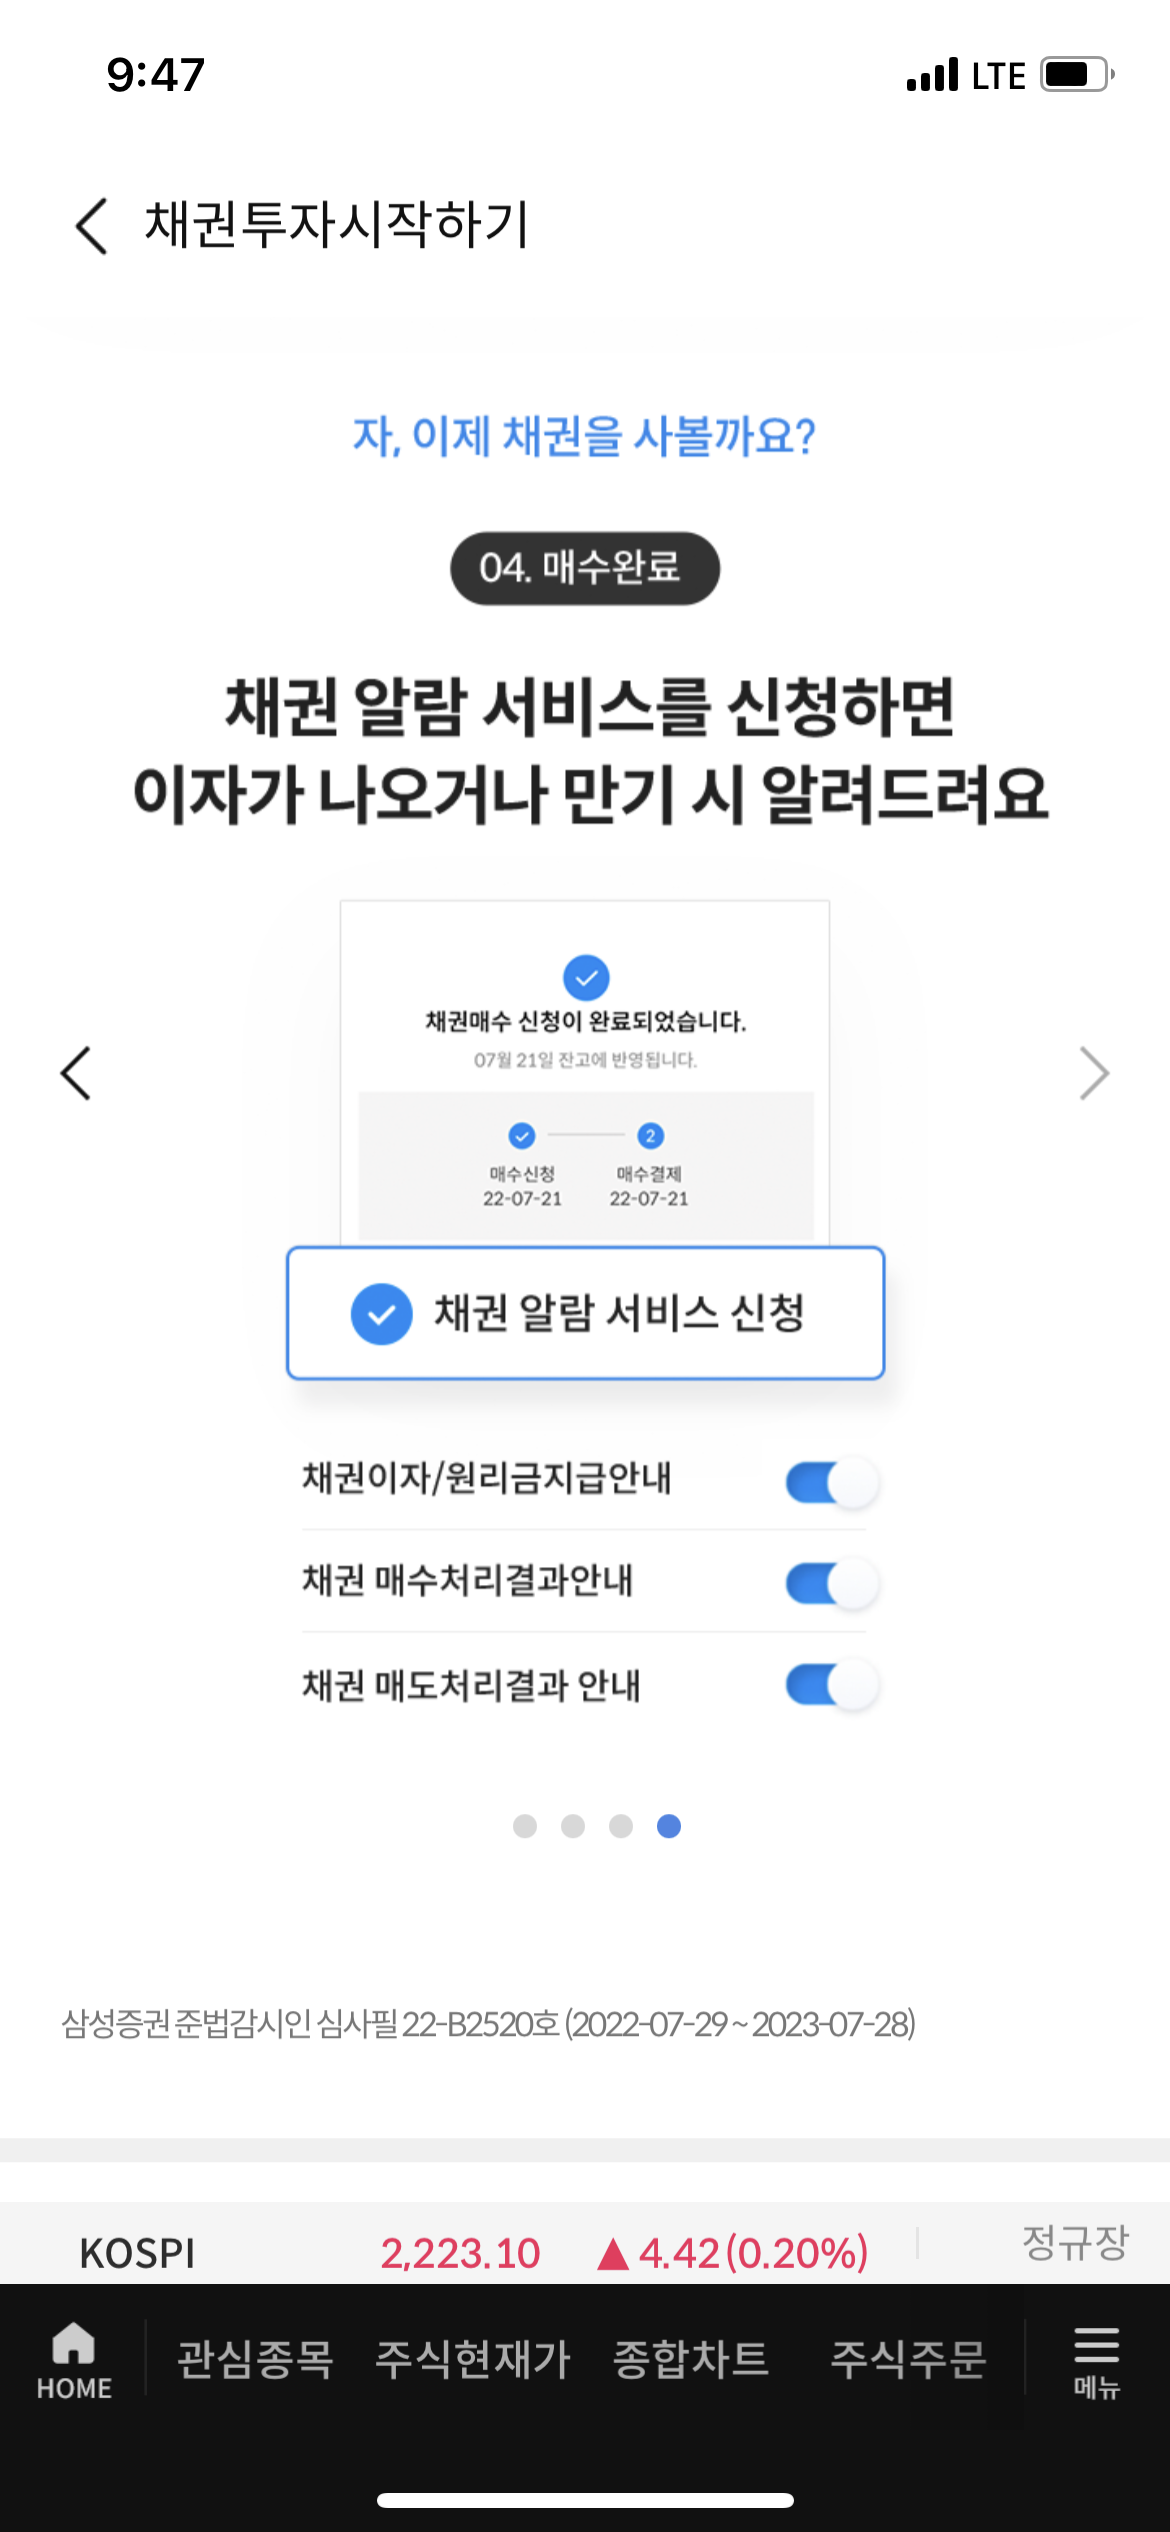 9:47
LTE
채권투자시작하기
자, 이제 채권을 사볼까요?
04. 매수완료
채권 알람 서비스를 신청하면
이자가 나오거나 만기 시 알려드려요
채권매수 신청이 완료되었습니다.
07월 21일 잔고에 반영됩니다.
2
매수신청 매수결제
22-07-21 22-07-21
채권 알람 서비스 신청
채권이자/원리금지급안내
채권 매수처리결과안내
채권 매도처리결과 안내
삼성증권 준법감시인 심사필 22-B2520호 (2022-07-29 ~ 2023-07-28)
KOSPI 2,223.10 ▲ 4.42 (0.20%) 정규장
HOME 관심종목 주식현재가 종합차트 주식주문 메뉴